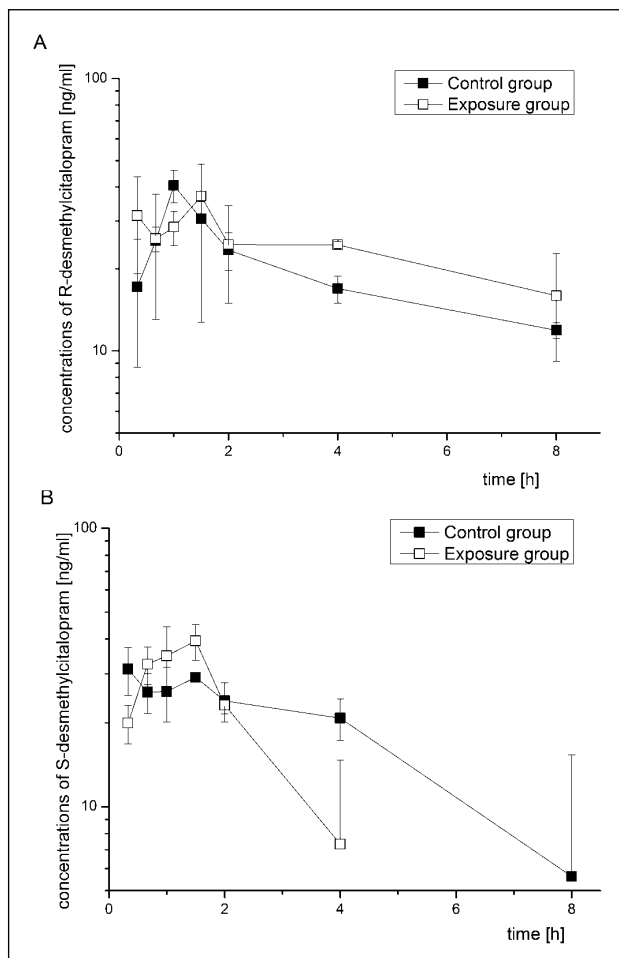 A
100
Control group
Exposure group
concentrations of R-desmethylcitalopram [ng/ml]
10
0 2 4 6 8
time [h]
B
100
Control group
Exposure group
concentrations of S-desmethylcitalopram [ng/ml]
10
0 2 4 6 8
time [h]